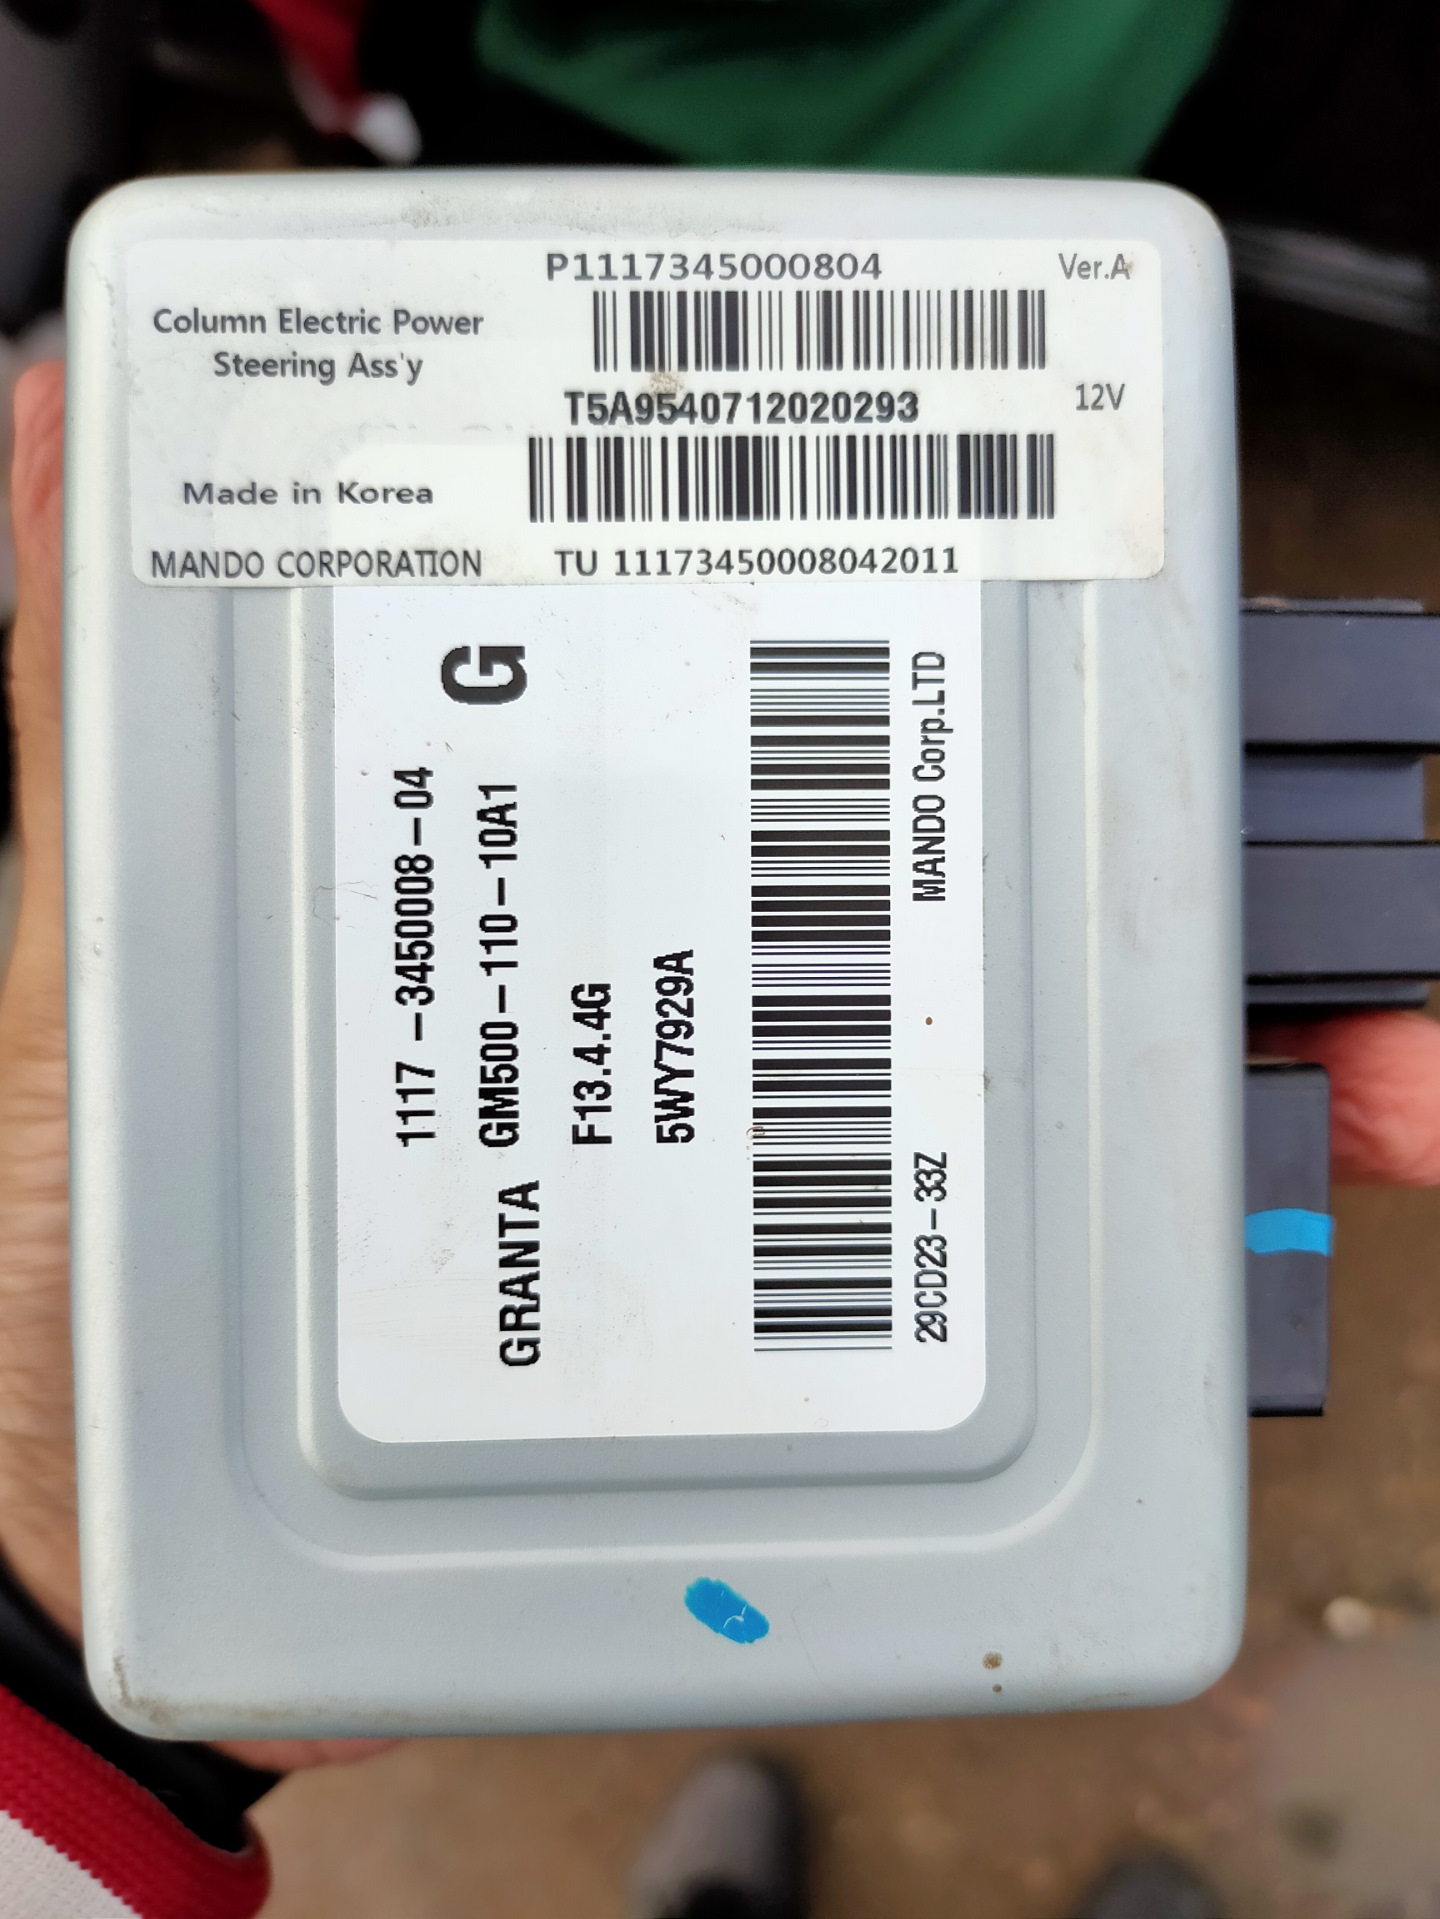 P1117345000804
Ver.A
Column Electric Power
Steering Ass'y
T5A9540712020293
12V
Made in Korea
MANDO CORPORATION
TU 11173450008042011
G
1117-3450008-04
GRANTA GM500-110-10A1
F13.4.4G
5WY7929A
29CD23-33Z
MANDO Corp.LTD